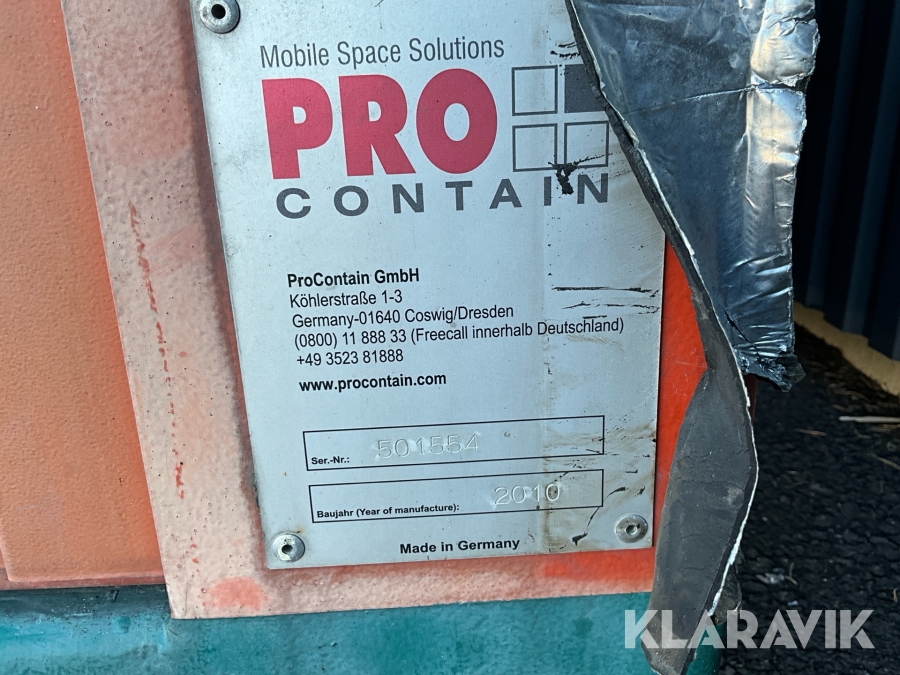 Mobile Space Solutions
PRO
CONTAIN
ProContain GmbH
Köhlerstraße 1-3
Germany-01640 Coswig/Dresden
(0800) 11 888 33 (Freecall innerhalb Deutschland)
+49 3523 81888
www.procontain.com
Ser.-Nr.: 501554
Baujahr (Year of manufacture): 2010
Made in Germany
KLARAVIK